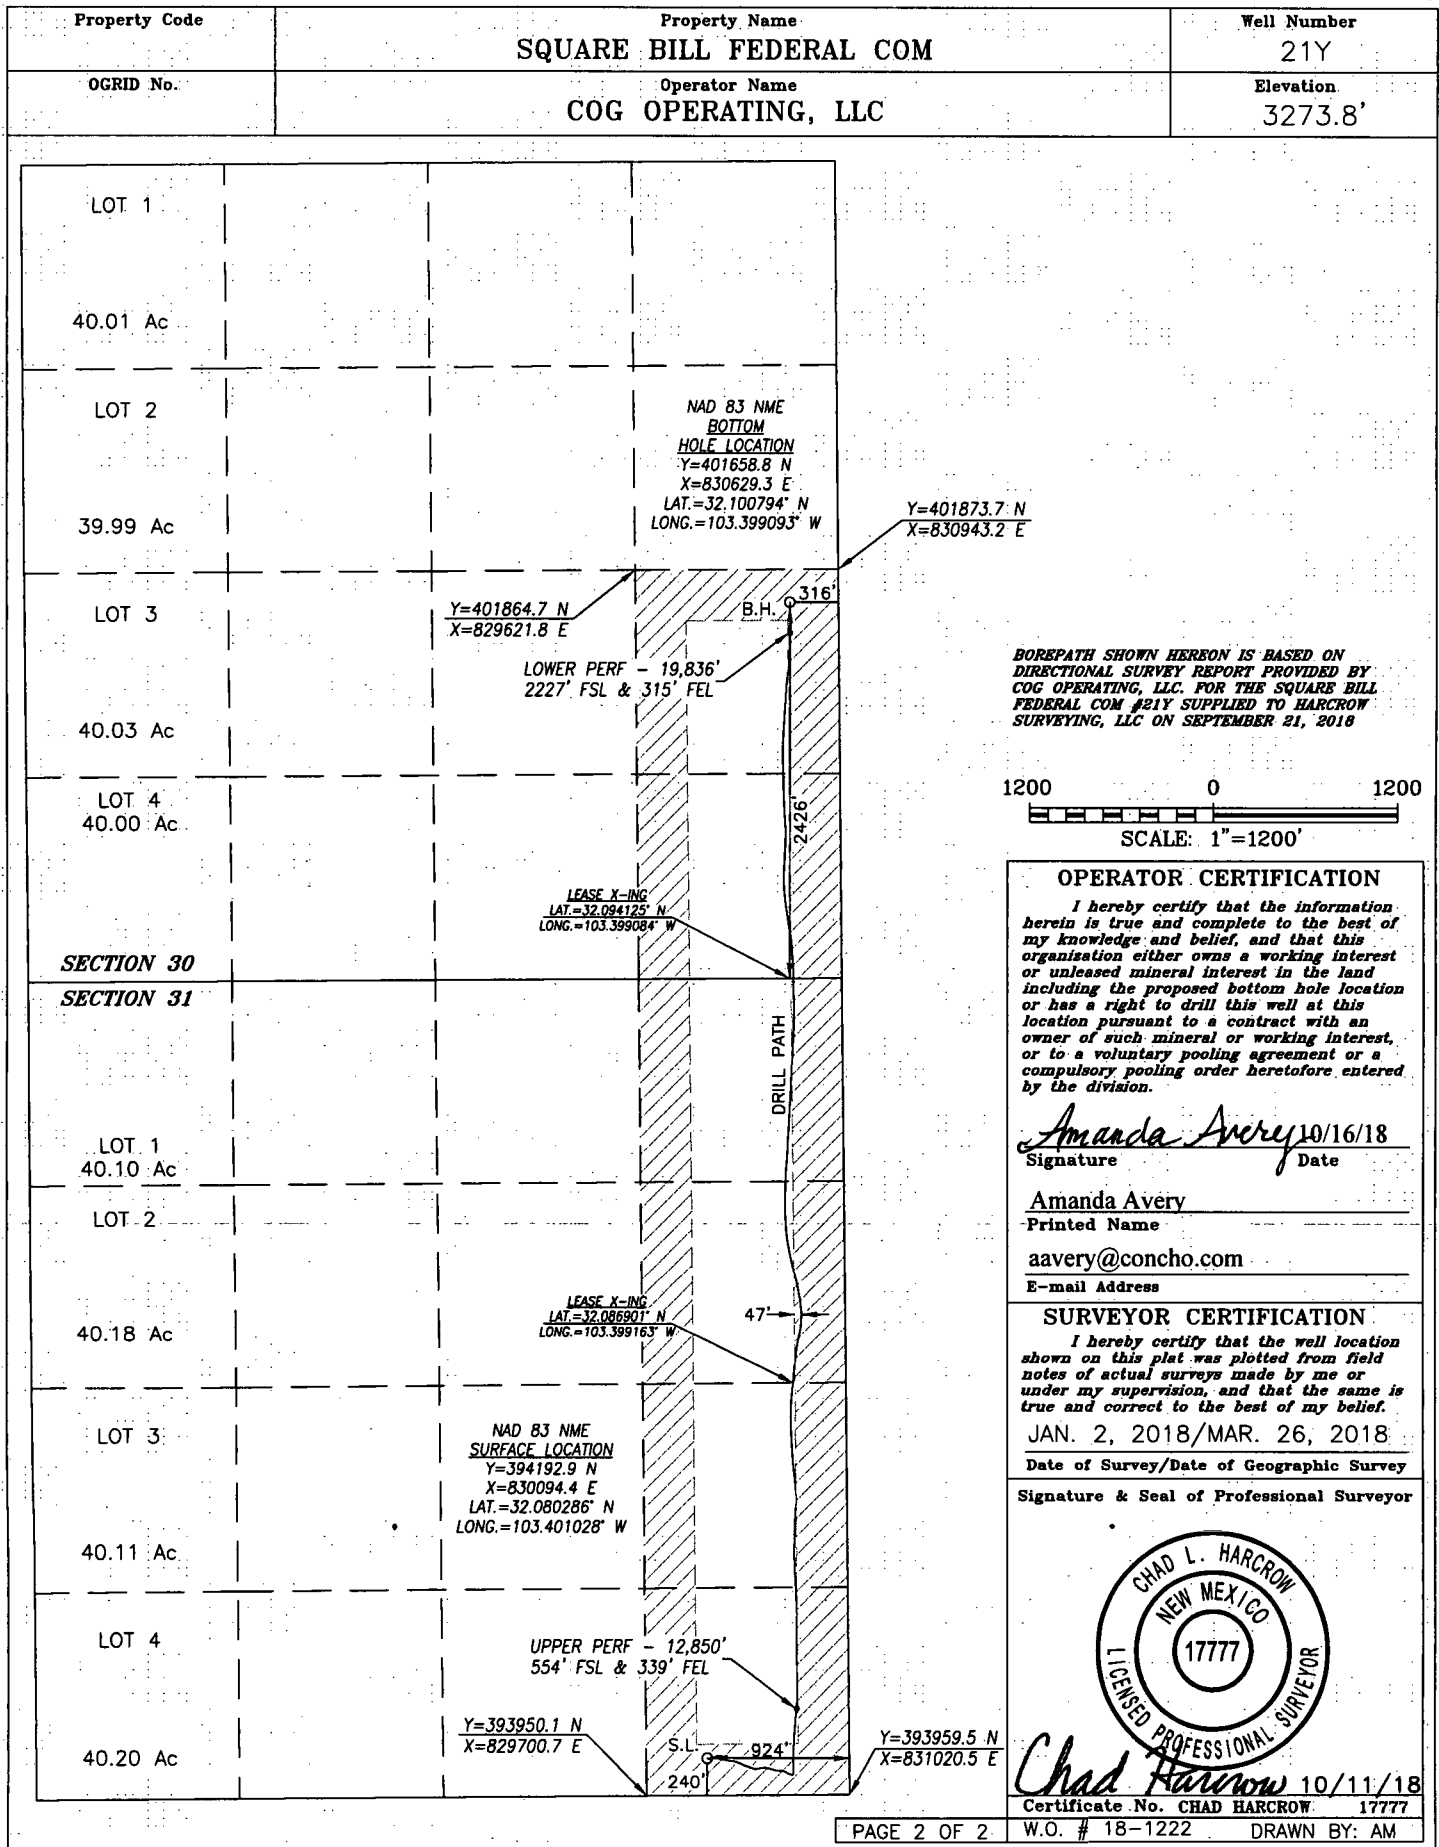 Property Code
Property Name
Well Number
SQUARE BILL FEDERAL COM
21Y
OGRID No.
Operator Name
Elevation
COG OPERATING, LLC
3273.8'
LOT 1
40.01 Ac
LOT 2
39.99 Ac
LOT 3
40.03 Ac
LOT 4
40.00 Ac
SECTION 30
SECTION 31
LOT 1
40.10 Ac
LOT 2
40.18 Ac
LOT 3
40.11 Ac
LOT 4
40.20 Ac
NAD 83 NME
BOTTOM
HOLE LOCATION
Y=401658.8 N
X=830629.3 E
LAT.=32.100794° N
LONG.=103.399093° W
Y=401873.7 N
X=830943.2 E
Y=401864.7 N
X=829621.8 E
B.H.
316'
LOWER PERF - 19,836'
2227' FSL & 315' FEL
2426'
LEASE X-ING
LAT.=32.094125° N
LONG.=103.399084° W
DRILL PATH
47'
LEASE X-ING
LAT.=32.086901° N
LONG.=103.399163° W
NAD 83 NME
SURFACE LOCATION
Y=394192.9 N
X=830094.4 E
LAT.=32.080286° N
LONG.=103.401028° W
UPPER PERF - 12,850'
554' FSL & 339' FEL
Y=393950.1 N
X=829700.7 E
S.L.
924'
240'
Y=393959.5 N
X=831020.5 E
BOREPATH SHOWN HEREON IS BASED ON
DIRECTIONAL SURVEY REPORT PROVIDED BY
COG OPERATING, LLC. FOR THE SQUARE BILL
FEDERAL COM #21Y SUPPLIED TO HARCROW
SURVEYING, LLC ON SEPTEMBER 21, 2018
1200 0 1200
SCALE: 1"=1200'
OPERATOR CERTIFICATION
I hereby certify that the information
herein is true and complete to the best of
my knowledge and belief, and that this
organization either owns a working interest
or unleased mineral interest in the land
including the proposed bottom hole location
or has a right to drill this well at this
location pursuant to a contract with an
owner of such mineral or working interest,
or to a voluntary pooling agreement or a
compulsory pooling order heretofore entered
by the division.
Amanda Avery 10/16/18
Signature Date
Amanda Avery
Printed Name
aavery@concho.com
E-mail Address
SURVEYOR CERTIFICATION
I hereby certify that the well location
shown on this plat was plotted from field
notes of actual surveys made by me or
under my supervision, and that the same is
true and correct to the best of my belief.
JAN. 2, 2018/MAR. 26, 2018
Date of Survey/Date of Geographic Survey
Signature & Seal of Professional Surveyor
CHAD L. HARCROW
NEW MEXICO
17777
LICENSED PROFESSIONAL SURVEYOR
Chad Harcrow 10/11/18
Certificate No. CHAD HARCROW 17777
W.O. # 18-1222 DRAWN BY: AM
PAGE 2 OF 2